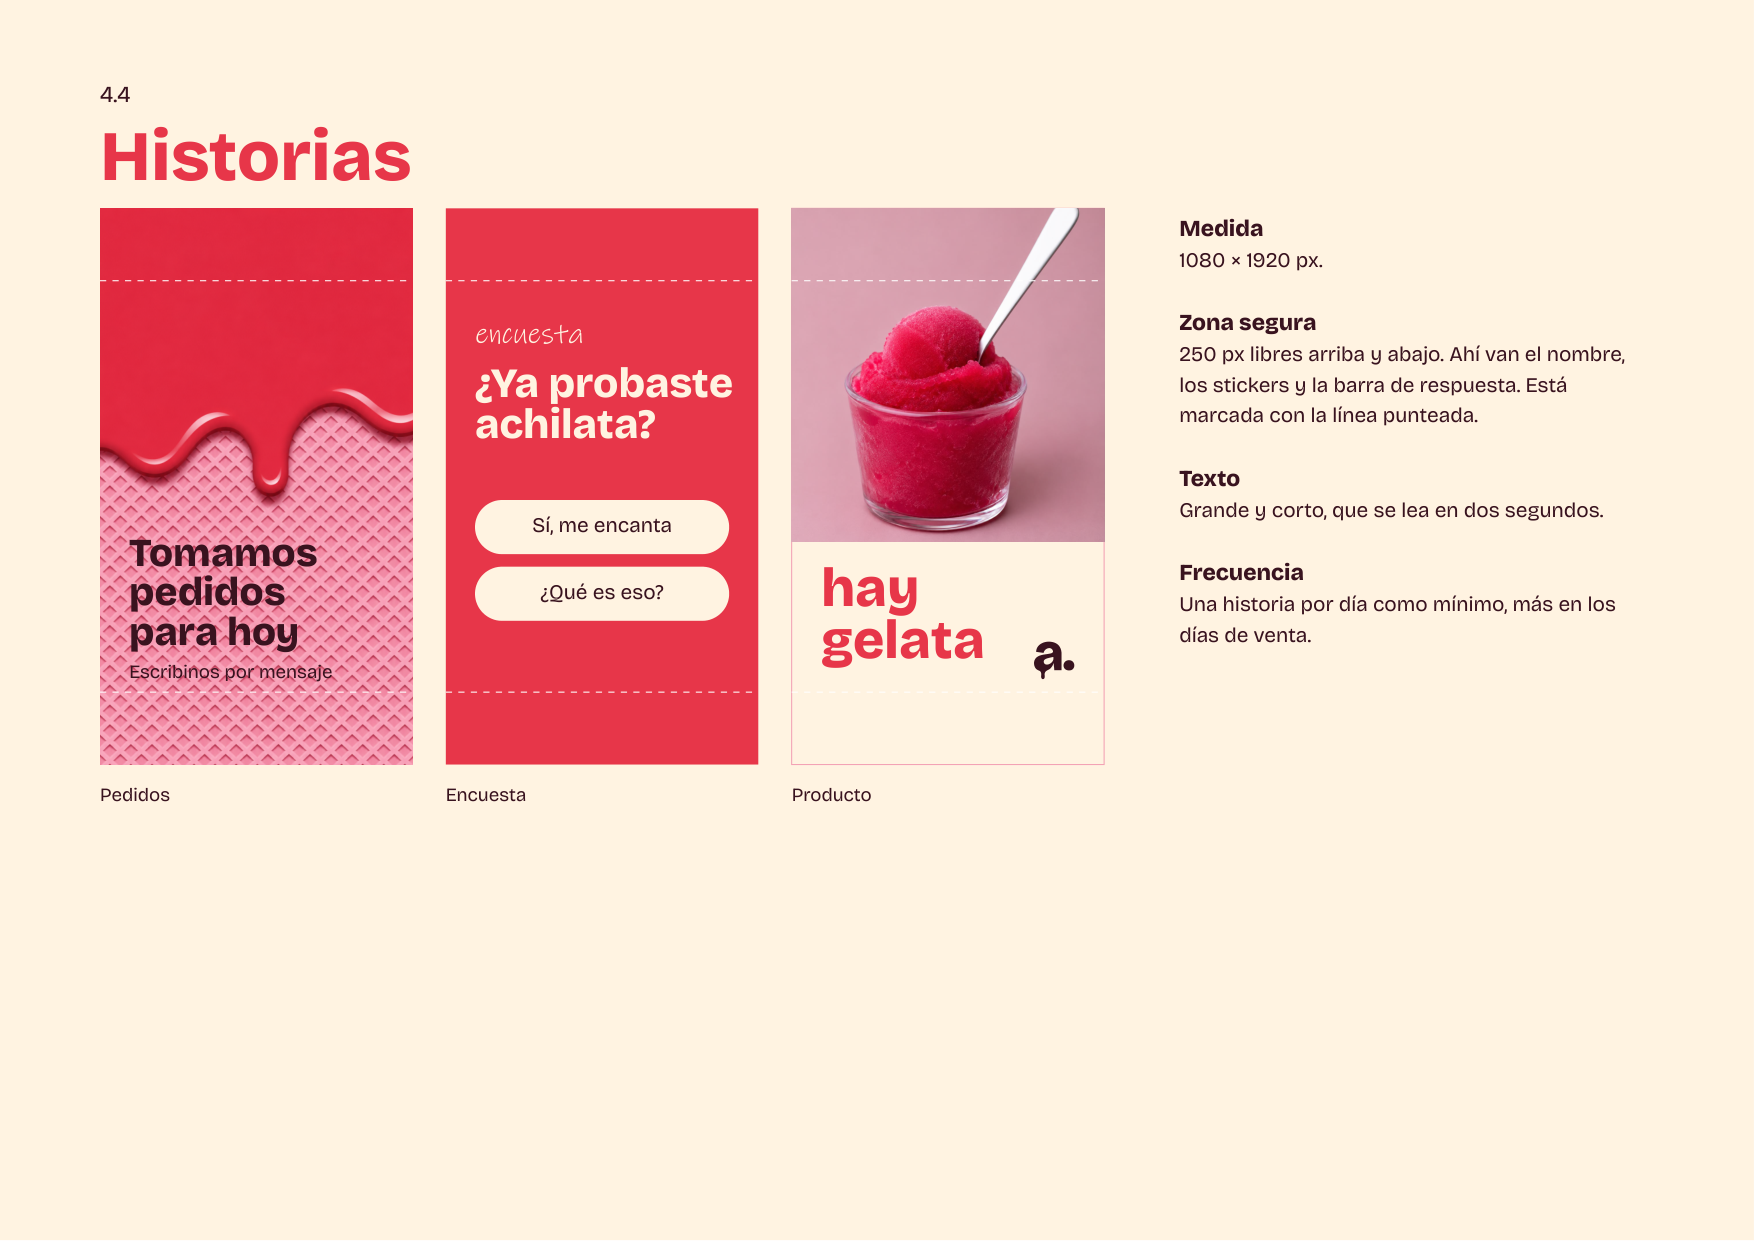 4.4
Historias
Tomamos
pedidos
para hoy
Escribinos por mensaje
Pedidos
encuesta
¿Ya probaste
achilata?
Sí, me encanta
¿Qué es eso?
Encuesta
hay
gelata
a.
Producto
Medida
1080 × 1920 px.
Zona segura
250 px libres arriba y abajo. Ahí van el nombre,
los stickers y la barra de respuesta. Está
marcada con la línea punteada.
Texto
Grande y corto, que se lea en dos segundos.
Frecuencia
Una historia por día como mínimo, más en los
días de venta.